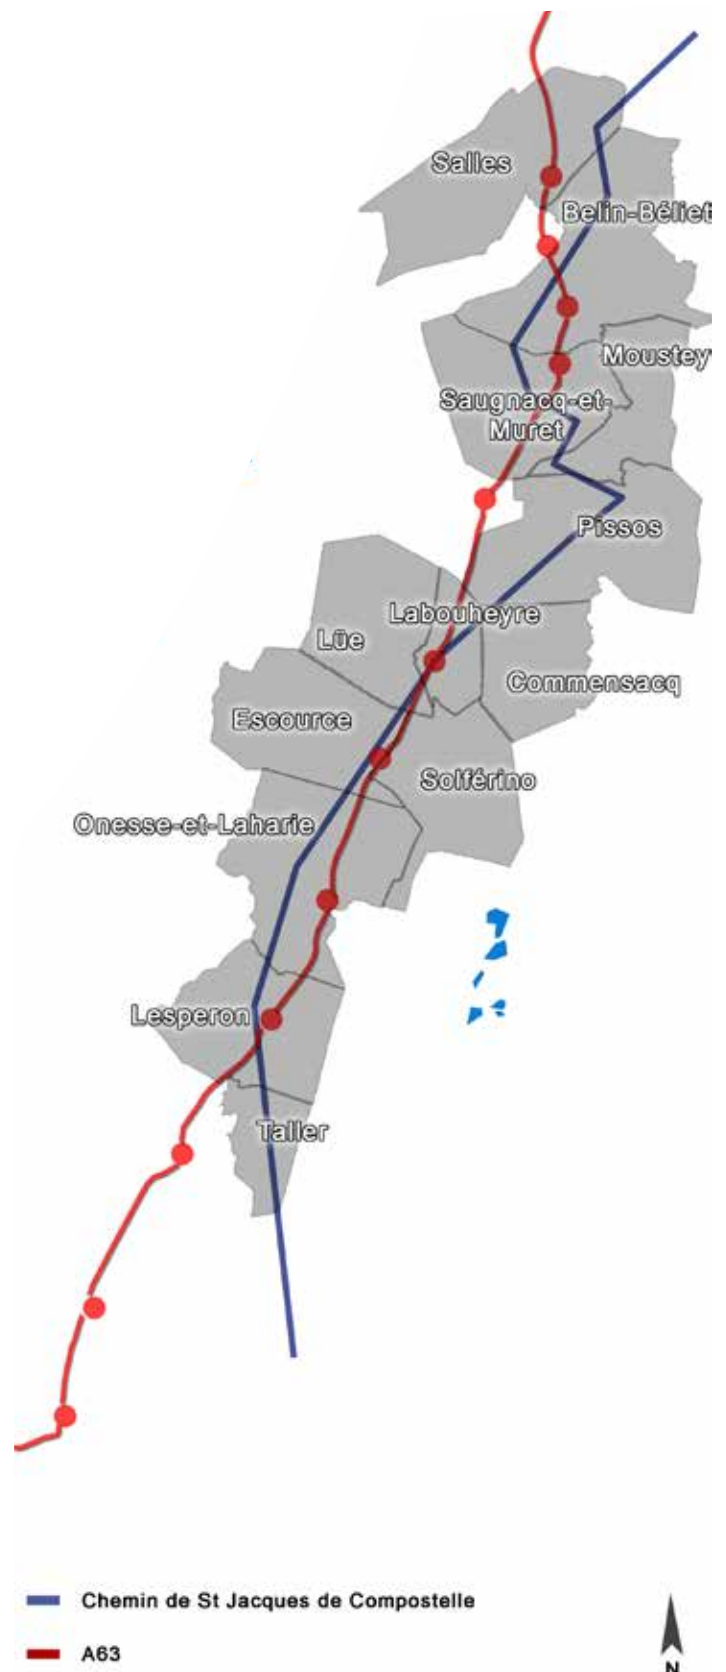 Salles
Belin-Béliet
Moustey
Saugnacq-et-
Muret
Pissos
Labouheyre
Lüe
Commensacq
Escource
Solférino
Onesse-et-Laharie
Lesperon
Taller
Chemin de St Jacques de Compostelle
A63
N